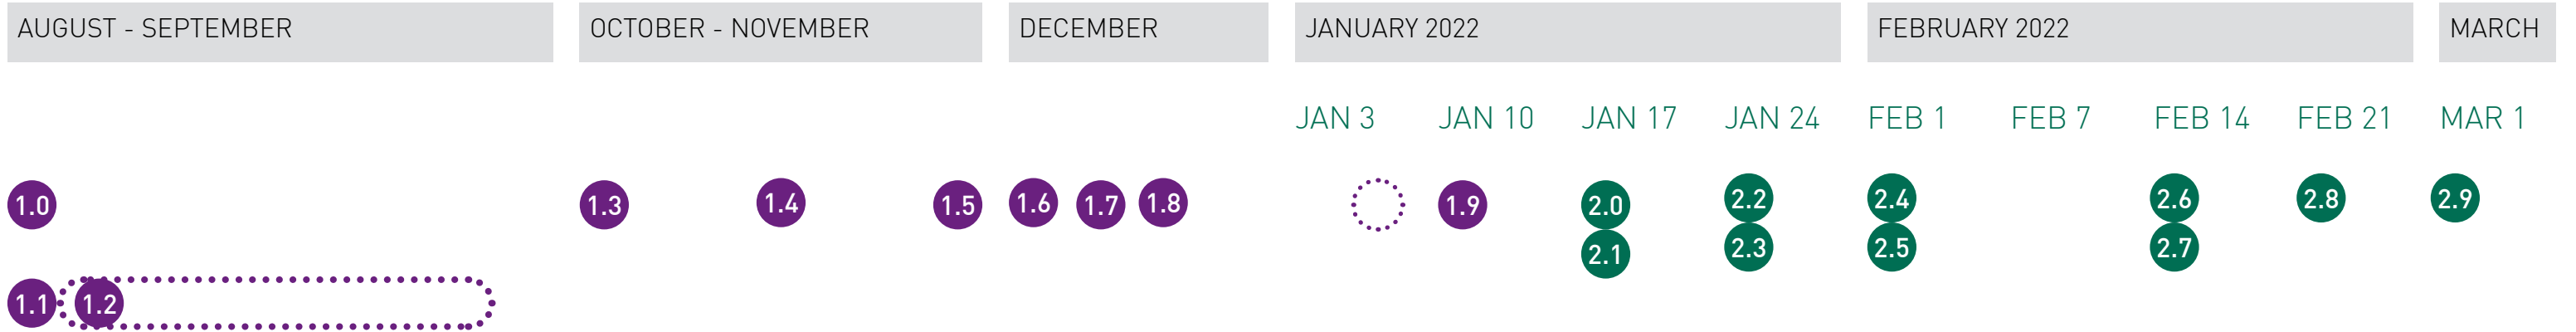 AUGUST - SEPTEMBER OCTOBER - NOVEMBER DECEMBER JANUARY 2022 FEBRUARY 2022 MARCH
JAN 3 JAN 10 JAN 17 JAN 24 FEB 1 FEB 7 FEB 14 FEB 21 MAR 1
1.0 1.3 1.4 1.5 1.6 1.7 1.8 1.9 2.0 2.2 2.4 2.6 2.8 2.9
2.1 2.3 2.5 2.7
1.1 1.2